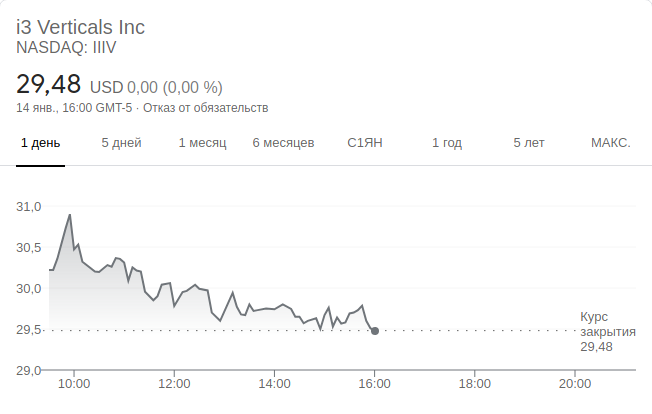 i3 Verticals Inc
NASDAQ: IIIV
29,48 USD 0,00 (0,00 %)
14 янв., 16:00 GMT-5 · Отказ от обязательств
1 день 5 дней 1 месяц 6 месяцев С1ЯН 1 год 5 лет МАКС.
31,0
30,5
30,0
29,5
29,0
Курс
закрытия
29,48
10:00 12:00 14:00 16:00 18:00 20:00